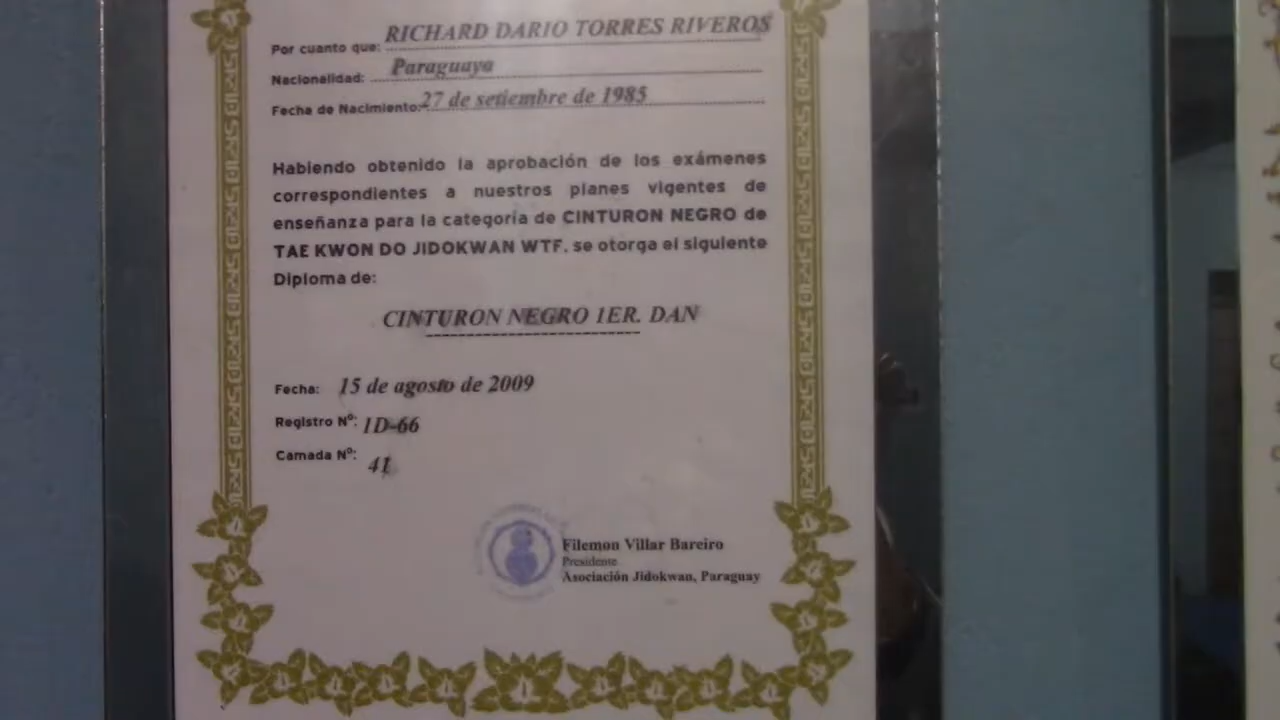 Por cuanto que: RICHARD DARIO TORRES RIVEROS
Nacionalidad: Paraguaya
Fecha de Nacimiento: 27 de setiembre de 1985
Habiendo obtenido la aprobación de los exámenes
correspondientes a nuestros planes vigentes de
enseñanza para la categoría de CINTURON NEGRO de
TAE KWON DO JIDOKWAN WTF. se otorga el siguiente
Diploma de:
CINTURON NEGRO 1ER. DAN
Fecha: 15 de agosto de 2009
Registro Nº: 1D-66
Camada Nº: 41
Filemon Villar Bareiro
Presidente
Asociación Jidokwan, Paraguay